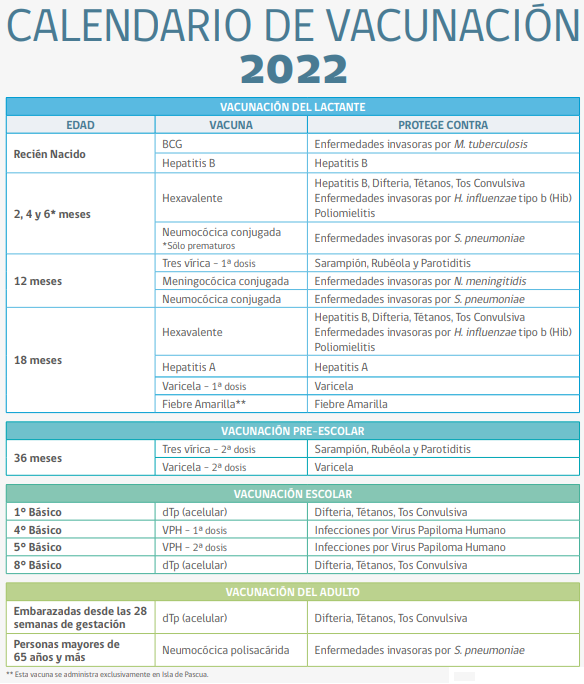 CALENDARIO DE VACUNACIÓN
2022
VACUNACIÓN DEL LACTANTE
EDAD VACUNA PROTEGE CONTRA
Recién Nacido
BCG Enfermedades invasoras por M. tuberculosis
Hepatitis B Hepatitis B
2, 4 y 6* meses
Hexavalente
Hepatitis B, Difteria, Tétanos, Tos Convulsiva
Enfermedades invasoras por H. influenzae tipo b (Hib)
Poliomielitis
Neumocócica conjugada
*Sólo prematuros
Enfermedades invasoras por S. pneumoniae
12 meses
Tres vírica – 1ª dosis Sarampión, Rubéola y Parotiditis
Meningocócica conjugada Enfermedades invasoras por N. meningitidis
Neumocócica conjugada Enfermedades invasoras por S. pneumoniae
18 meses
Hexavalente
Hepatitis B, Difteria, Tétanos, Tos Convulsiva
Enfermedades invasoras por H. influenzae tipo b (Hib)
Poliomielitis
Hepatitis A Hepatitis A
Varicela – 1ª dosis Varicela
Fiebre Amarilla** Fiebre Amarilla
VACUNACIÓN PRE-ESCOLAR
36 meses
Tres vírica – 2ª dosis Sarampión, Rubéola y Parotiditis
Varicela – 2ª dosis Varicela
VACUNACIÓN ESCOLAR
1º Básico dTp (acelular) Difteria, Tétanos, Tos Convulsiva
4º Básico VPH – 1ª dosis Infecciones por Virus Papiloma Humano
5º Básico VPH – 2ª dosis Infecciones por Virus Papiloma Humano
8º Básico dTp (acelular) Difteria, Tétanos, Tos Convulsiva
VACUNACIÓN DEL ADULTO
Embarazadas desde las 28
semanas de gestación
dTp (acelular) Difteria, Tétanos, Tos Convulsiva
Personas mayores de
65 años y más
Neumocócica polisacárida Enfermedades invasoras por S. pneumoniae
** Esta vacuna se administra exclusivamente en Isla de Pascua.